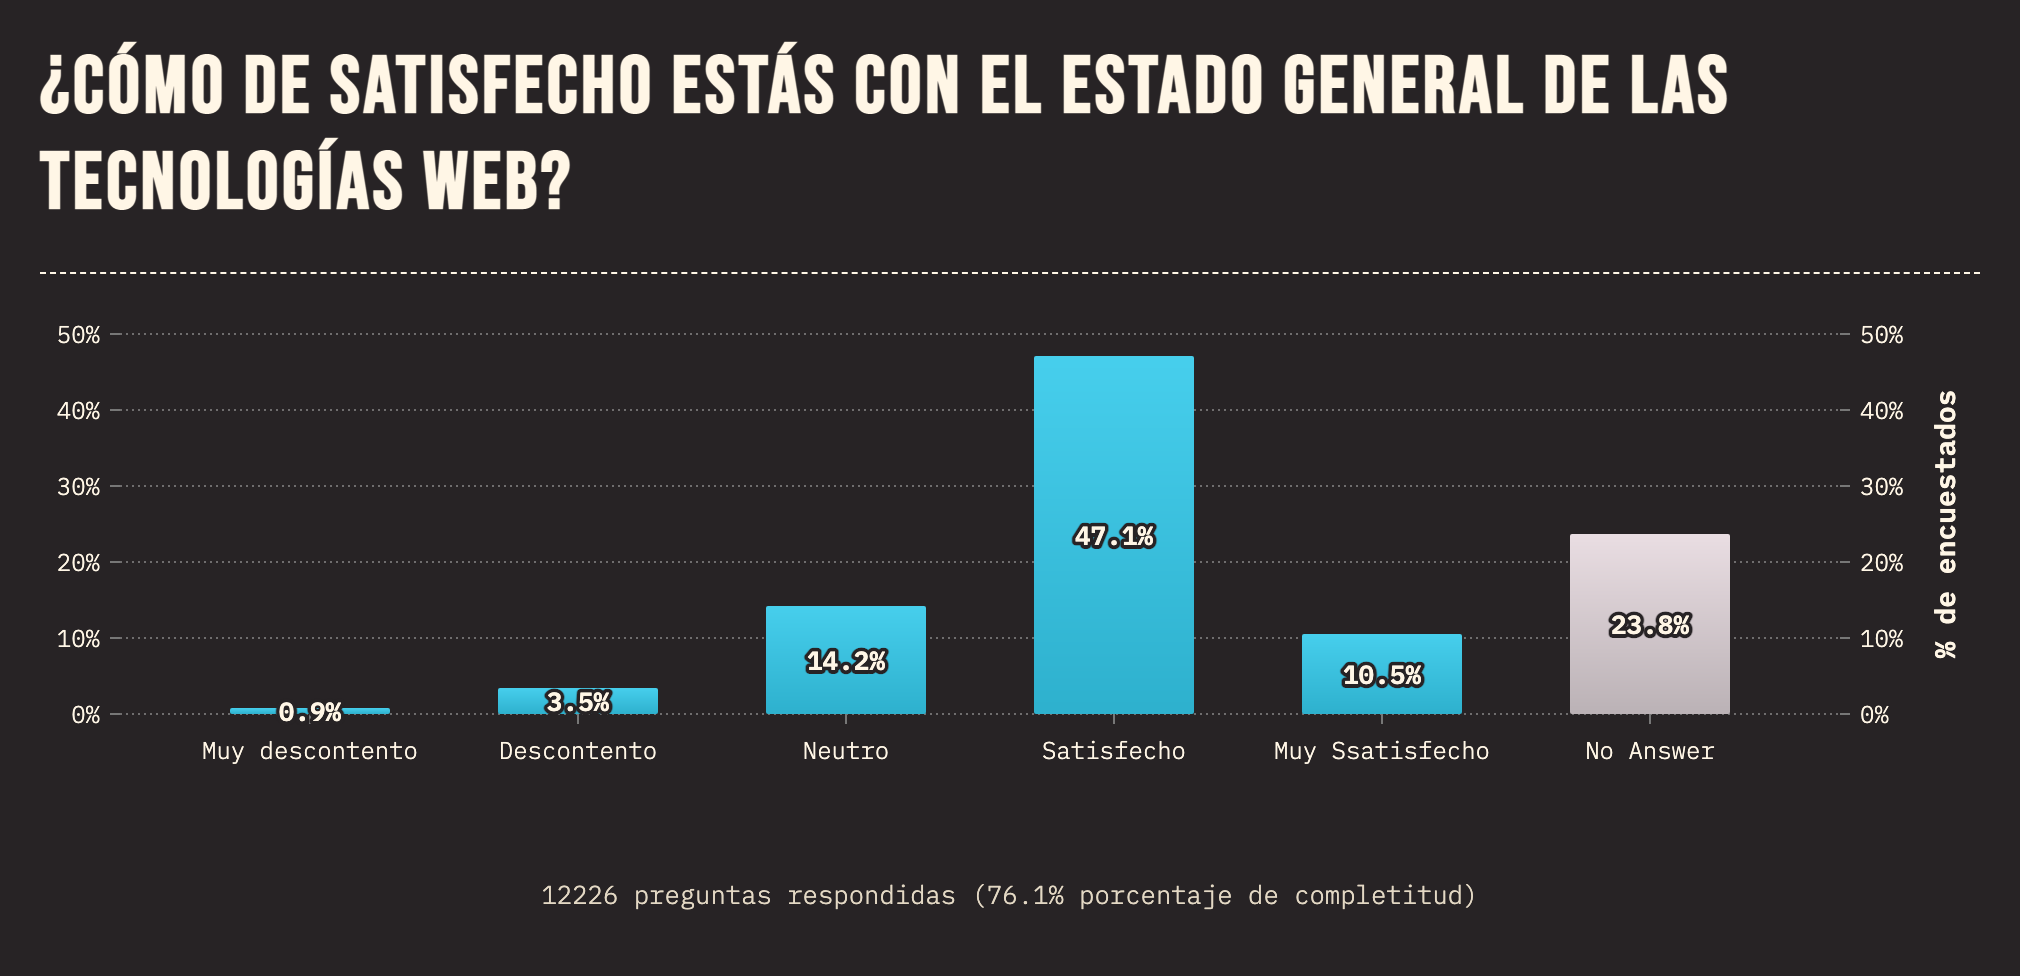 ¿CÓMO DE SATISFECHO ESTÁS CON EL ESTADO GENERAL DE LAS
TECNOLOGÍAS WEB?
50% 50%
40% 40%
30% 30%
20% 20%
10% 10%
0% 0%
% de encuestados
0.9% 3.5% 14.2% 47.1% 10.5% 23.8%
Muy descontento Descontento Neutro Satisfecho Muy Ssatisfecho No Answer
12226 preguntas respondidas (76.1% porcentaje de completitud)